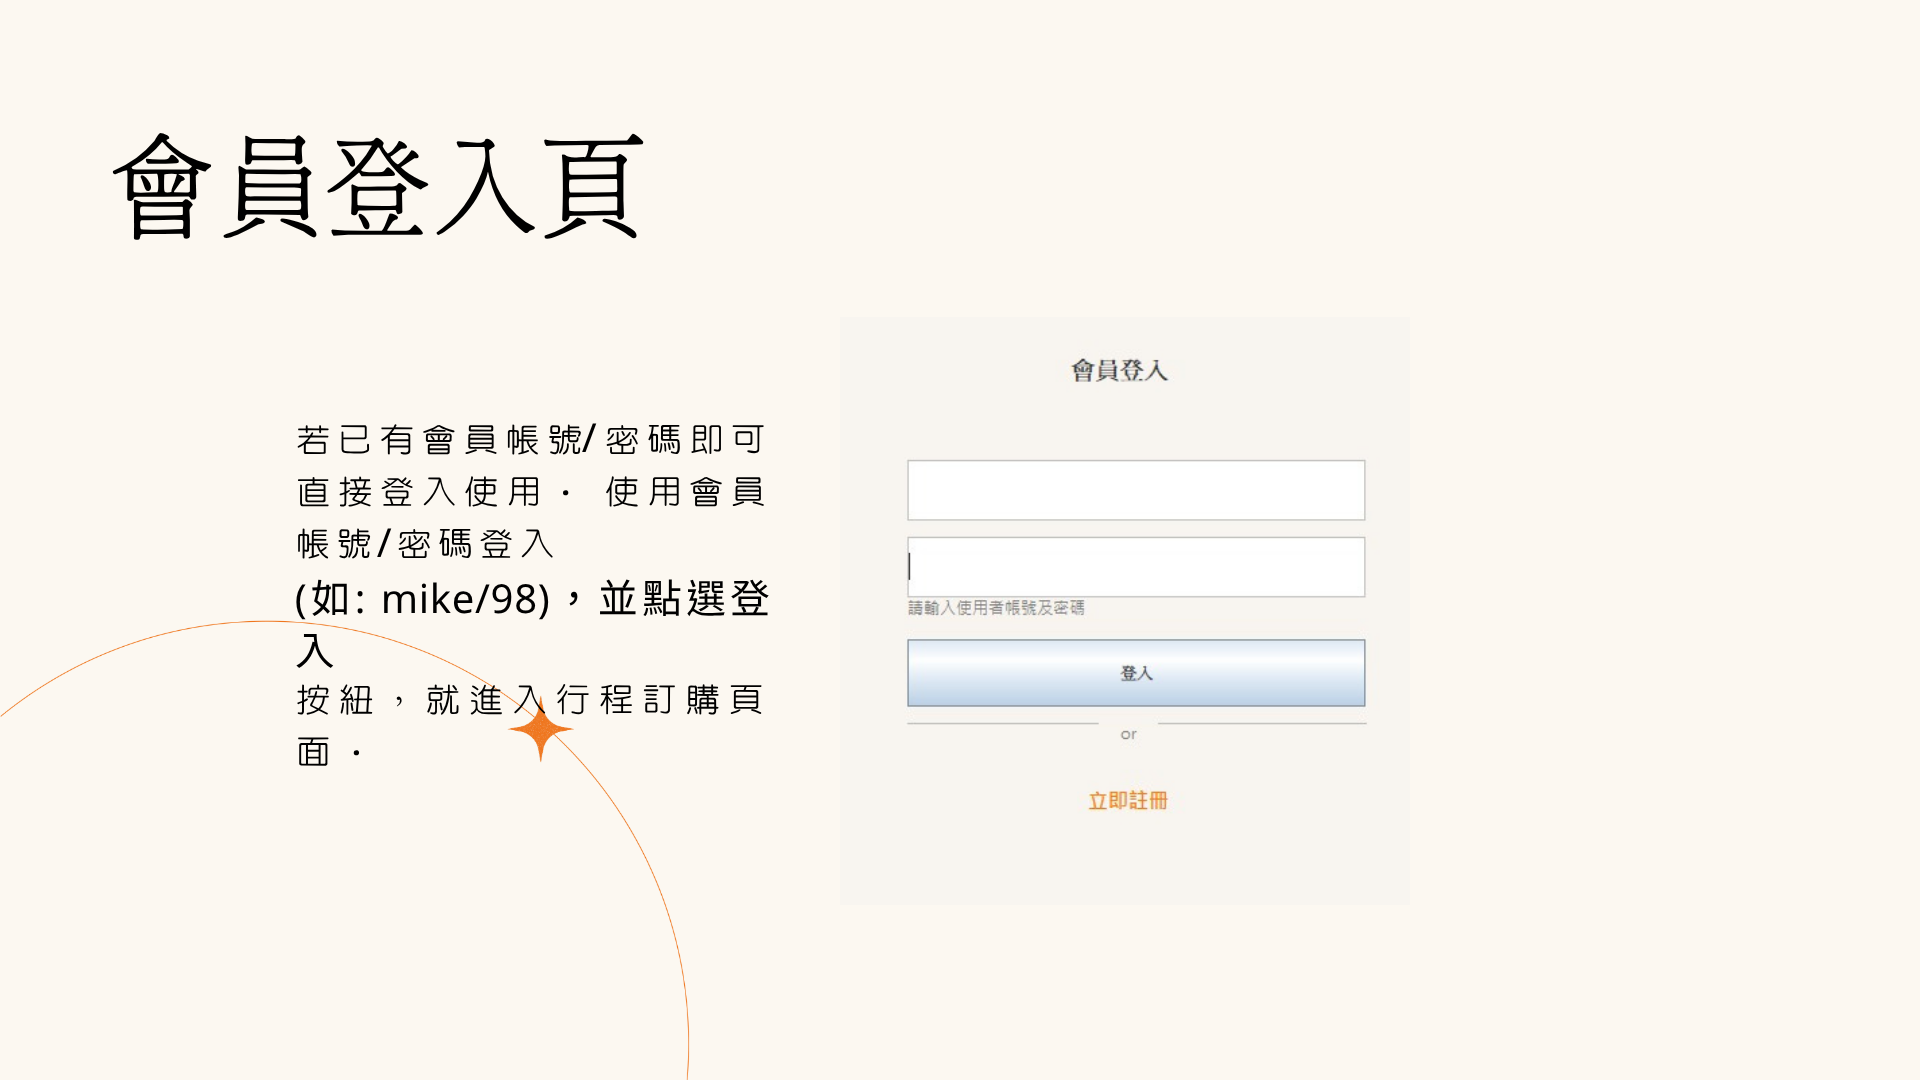 會員登入頁
若已有會員帳號/密碼即可
直接登入使用． 使用會員
帳號/密碼登入
(如: mike/98)，並點選登
入
按紐，就進入行程訂購頁
面．
會員登入
請輸入使用者帳號及密碼
登入
or
立即註冊